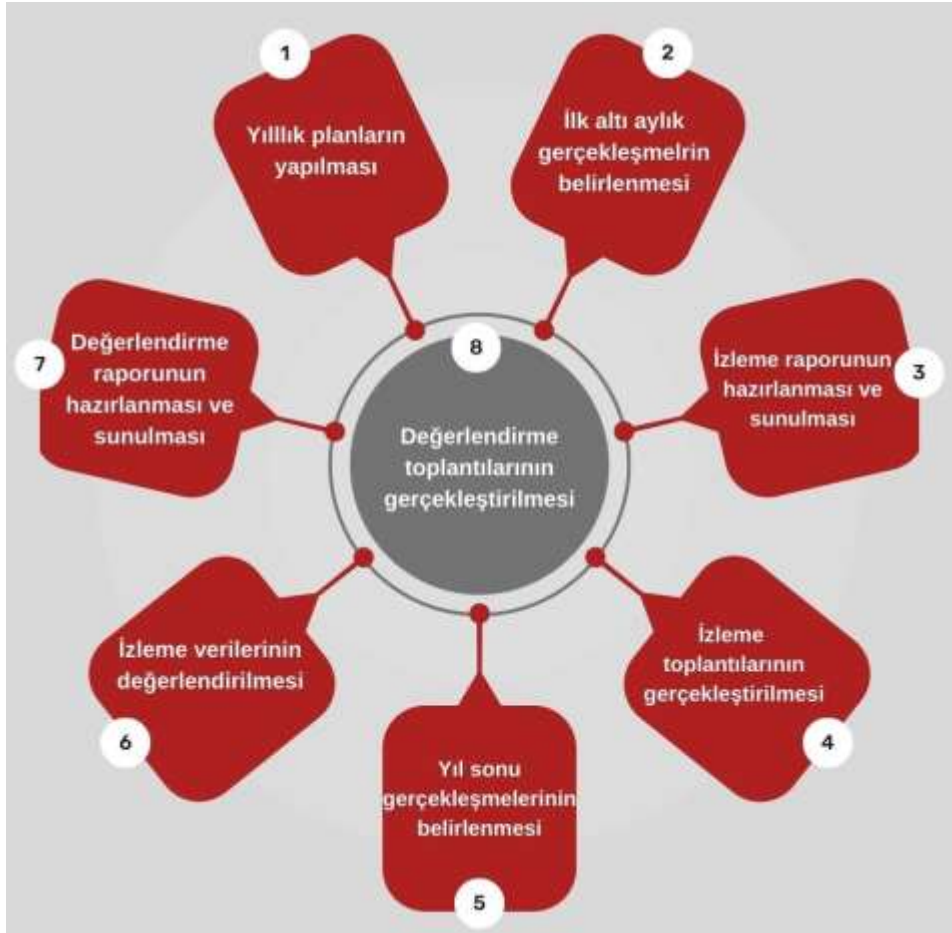 1
Yılllık planların
yapılması
2
İlk altı aylık
gerçekleşmelrin
belirlenmesi
3
İzleme raporunun
hazırlanması ve
sunulması
4
İzleme
toplantılarının
gerçekleştirilmesi
5
Yıl sonu
gerçekleşmelerinin
belirlenmesi
6
İzleme verilerinin
değerlendirilmesi
7
Değerlendirme
raporunun
hazırlanması ve
sunulması
8
Değerlendirme
toplantılarının
gerçekleştirilmesi